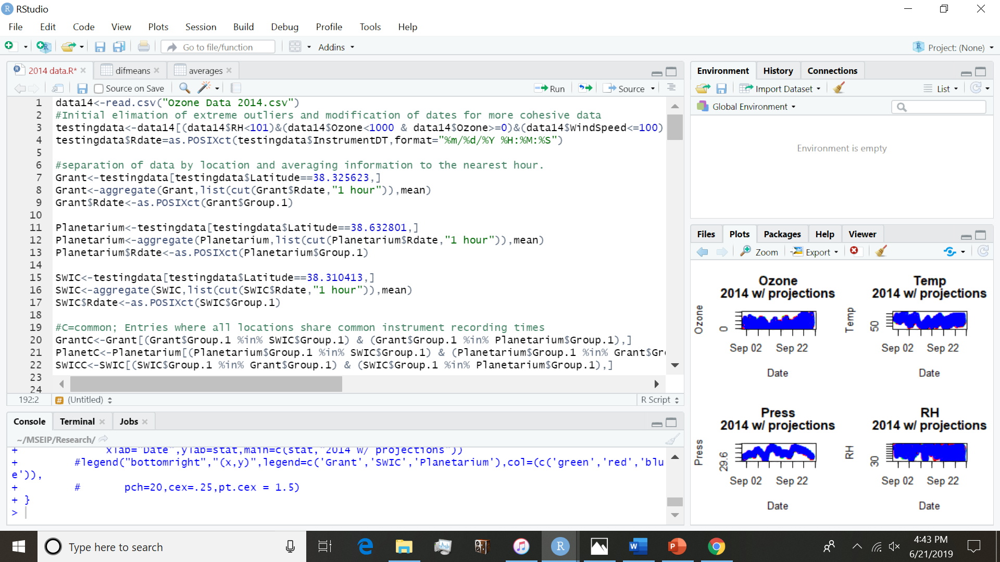 RStudio
File Edit Code View Plots Session Build Debug Profile Tools Help
Go to file/function Addins Project: (None)
2014 data.R* difmeans averages
Source on Save Run Source
1 data14<-read.csv("Ozone Data 2014.csv")
2 #Initial elimation of extreme outliers and modification of dates for more cohesive data
3 testingdata<-data14[(data14$RH<101)&(data14$Ozone<1000 & data14$Ozone>=0)&(data14$WindSpeed<=100)
4 testingdata$Rdate=as.POSIXct(testingdata$InstrumentDT,format="%m/%d/%Y %H:%M:%S")
5
6 #separation of data by location and averaging information to the nearest hour.
7 Grant<-testingdata[testingdata$Latitude==38.325623,]
8 Grant<-aggregate(Grant,list(cut(Grant$Rdate,"1 hour")),mean)
9 Grant$Rdate<-as.POSIXct(Grant$Group.1)
10
11 Planetarium<-testingdata[testingdata$Latitude==38.632801,]
12 Planetarium<-aggregate(Planetarium,list(cut(Planetarium$Rdate,"1 hour")),mean)
13 Planetarium$Rdate<-as.POSIXct(Planetarium$Group.1)
14
15 SWIC<-testingdata[testingdata$Latitude==38.310413,]
16 SWIC<-aggregate(SWIC,list(cut(SWIC$Rdate,"1 hour")),mean)
17 SWIC$Rdate<-as.POSIXct(SWIC$Group.1)
18
19 #C=common; Entries where all locations share common instrument recording times
20 GrantC<-Grant[(Grant$Group.1 %in% SWIC$Group.1) & (Grant$Group.1 %in% Planetarium$Group.1),]
21 PlanetC<-Planetarium[(Planetarium$Group.1 %in% SWIC$Group.1) & (Planetarium$Group.1 %in% Grant$Gr
22 SWICC<-SWIC[(SWIC$Group.1 %in% Grant$Group.1) & (SWIC$Group.1 %in% Planetarium$Group.1),]
23
24
192:2 # (Untitled) R Script
Console Terminal Jobs
~/MSEIP/Research/
+ xlab="Date",ylab=stat,main=c(stat,"2014 w/ projections"))
+ #legend("bottomright","(x,y)",legend=c('Grant','SWIC','Planetarium'),col=(c('green','red','blu
e')),
+ # pch=20,cex=.25,pt.cex = 1.5)
+ }
>
Environment History Connections
Import Dataset List
Global Environment
Environment is empty
Files Plots Packages Help Viewer
Zoom Export
Ozone
2014 w/ projections
Ozone
0
Sep 02 Sep 22
Date
Temp
2014 w/ projections
Temp
50
Sep 02 Sep 22
Date
Press
2014 w/ projections
Press
29.6
Sep 02 Sep 22
Date
RH
2014 w/ projections
RH
30
Sep 02 Sep 22
Date
Type here to search
4:43 PM
6/21/2019